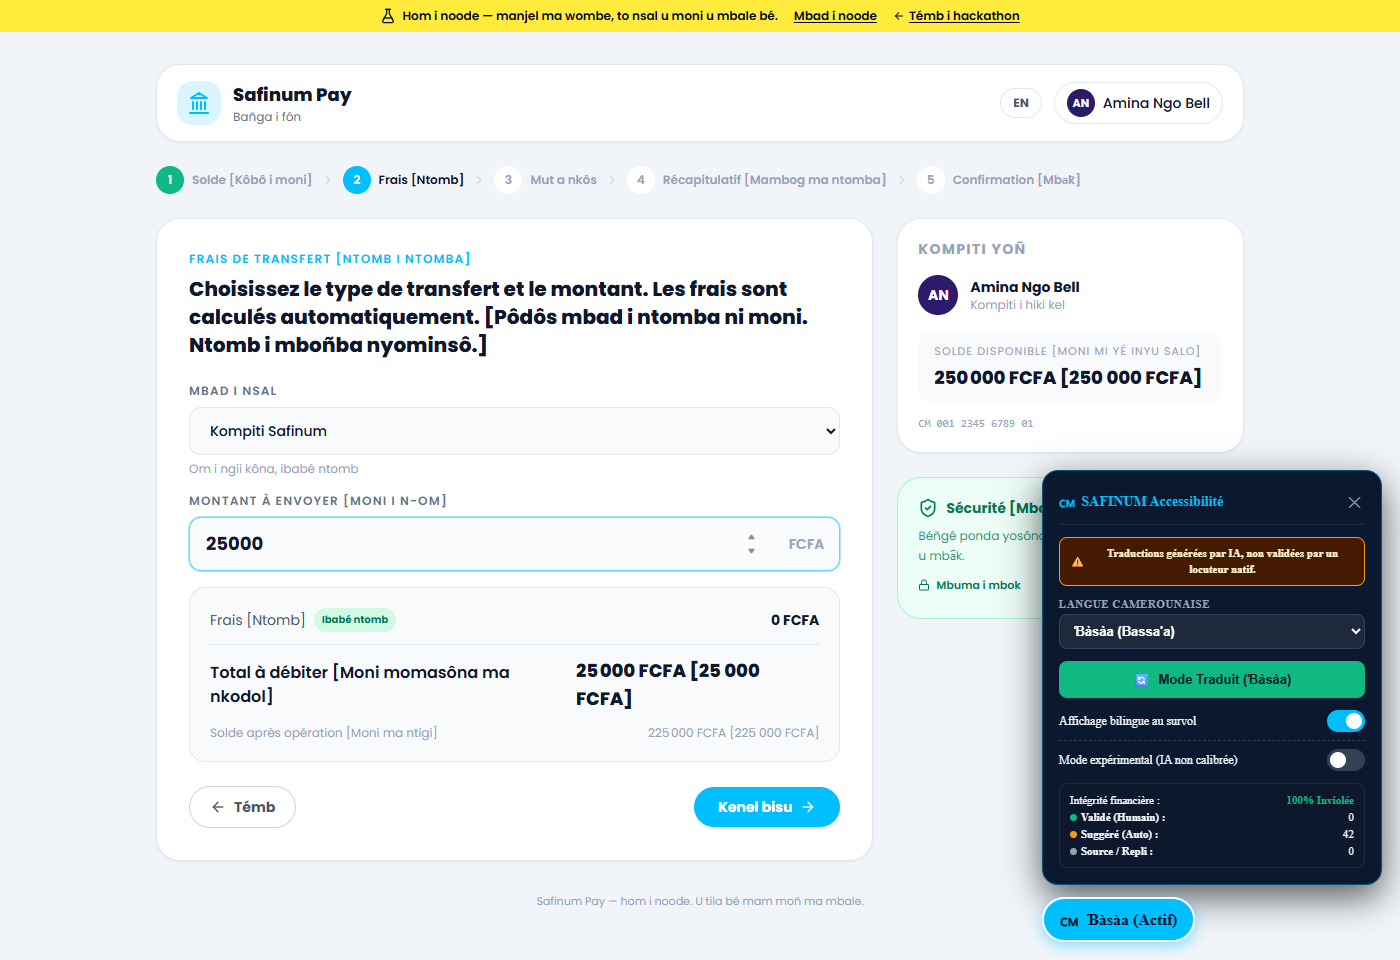 Hom i noode — manjel ma wombe, to nsal u moni u mbale bé. Mbad i noode ← Témb i hackathon
Safinum Pay
Bañga i fôn
EN
AN Amina Ngo Bell
1 Solde [Kôbô i moni] > 2 Frais [Ntomb] > 3 Mut a nkôs > 4 Récapitulatif [Mambog ma ntomba] > 5 Confirmation [Mbak̄]
FRAIS DE TRANSFERT [NTOMB I NTOMBA]
Choisissez le type de transfert et le montant. Les frais sont
calculés automatiquement. [Pôdôs mbad i ntomba ni moni.
Ntomb i mboñba nyominsô.]
MBAD I NSAL
Kompiti Safinum
Om i ngii kôna, ibabé ntomb
MONTANT À ENVOYER [MONI I N-OM]
25000 FCFA
Frais [Ntomb] Ibabé ntomb 0 FCFA
Total à débiter [Moni momasôna ma
nkodol]
25 000 FCFA [25 000
FCFA]
Solde après opération [Moni ma ntigi] 225 000 FCFA [225 000 FCFA]
← Témb
Kenel bisu →
KOMPITI YOÑ
AN Amina Ngo Bell
Kompiti i hiki kel
SOLDE DISPONIBLE [MONI MI YÉ INYU SALO]
250 000 FCFA [250 000 FCFA]
CM 001 2345 6789 01
Sécurité
Béñgê ponda
u mbãk.
Mbuma i mbok
CM SAFINUM Accessibilité
Traductions générées par IA, non validées par un
locuteur natif.
LANGUE CAMEROUNAISE
Ɓàsàa (Bassa'a)
Mode Traduit (Ɓàsàa)
Affichage bilingue au survol
Mode expérimental (IA non calibrée)
Intégrité financière : 100% Inviolée
Validé (Humain) : 0
Suggéré (Auto) : 42
Source / Repli : 0
CM Ɓàsàa (Actif)
Safinum Pay — hom i noode. U tila bé mam moñ ma mbale.